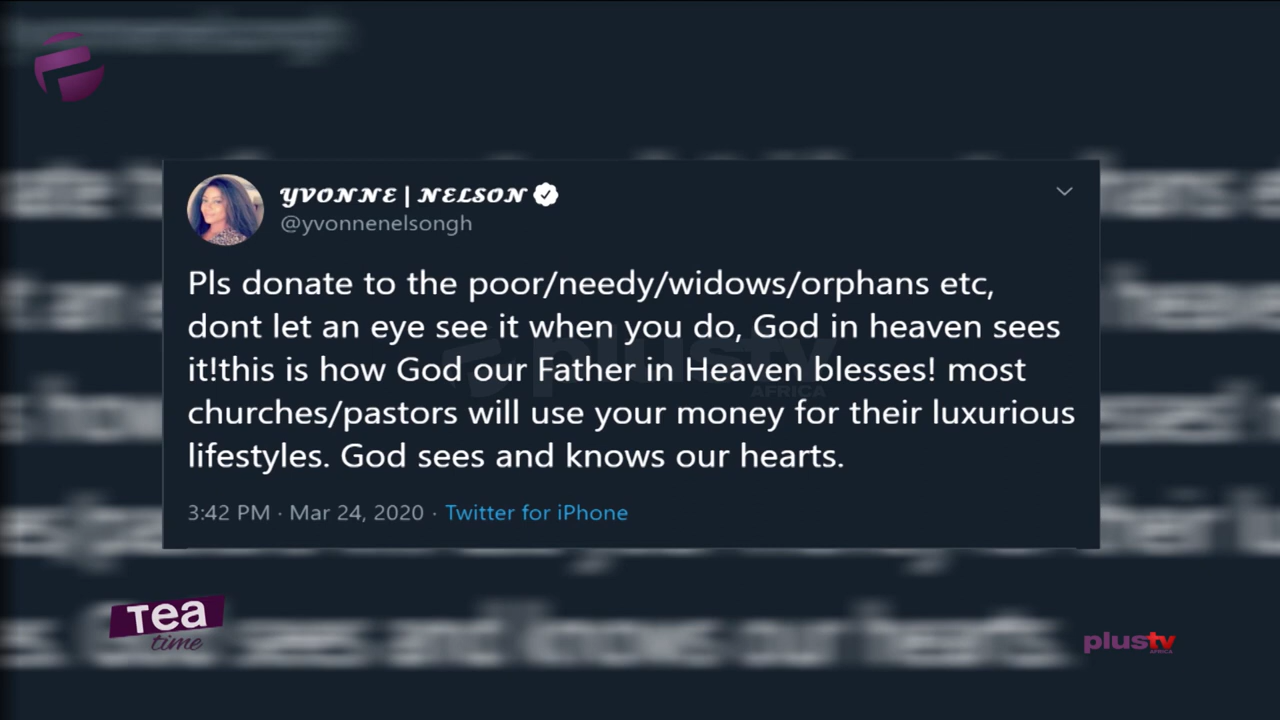 YVONNE | NELSON
@yvonnenelsongh
Pls donate to the poor/needy/widows/orphans etc,
dont let an eye see it when you do, God in heaven sees
it!this is how God our Father in Heaven blesses! most
churches/pastors will use your money for their luxurious
lifestyles. God sees and knows our hearts.
3:42 PM · Mar 24, 2020 · Twitter for iPhone
plustv
AFRICA
Tea
time
plustv
AFRICA